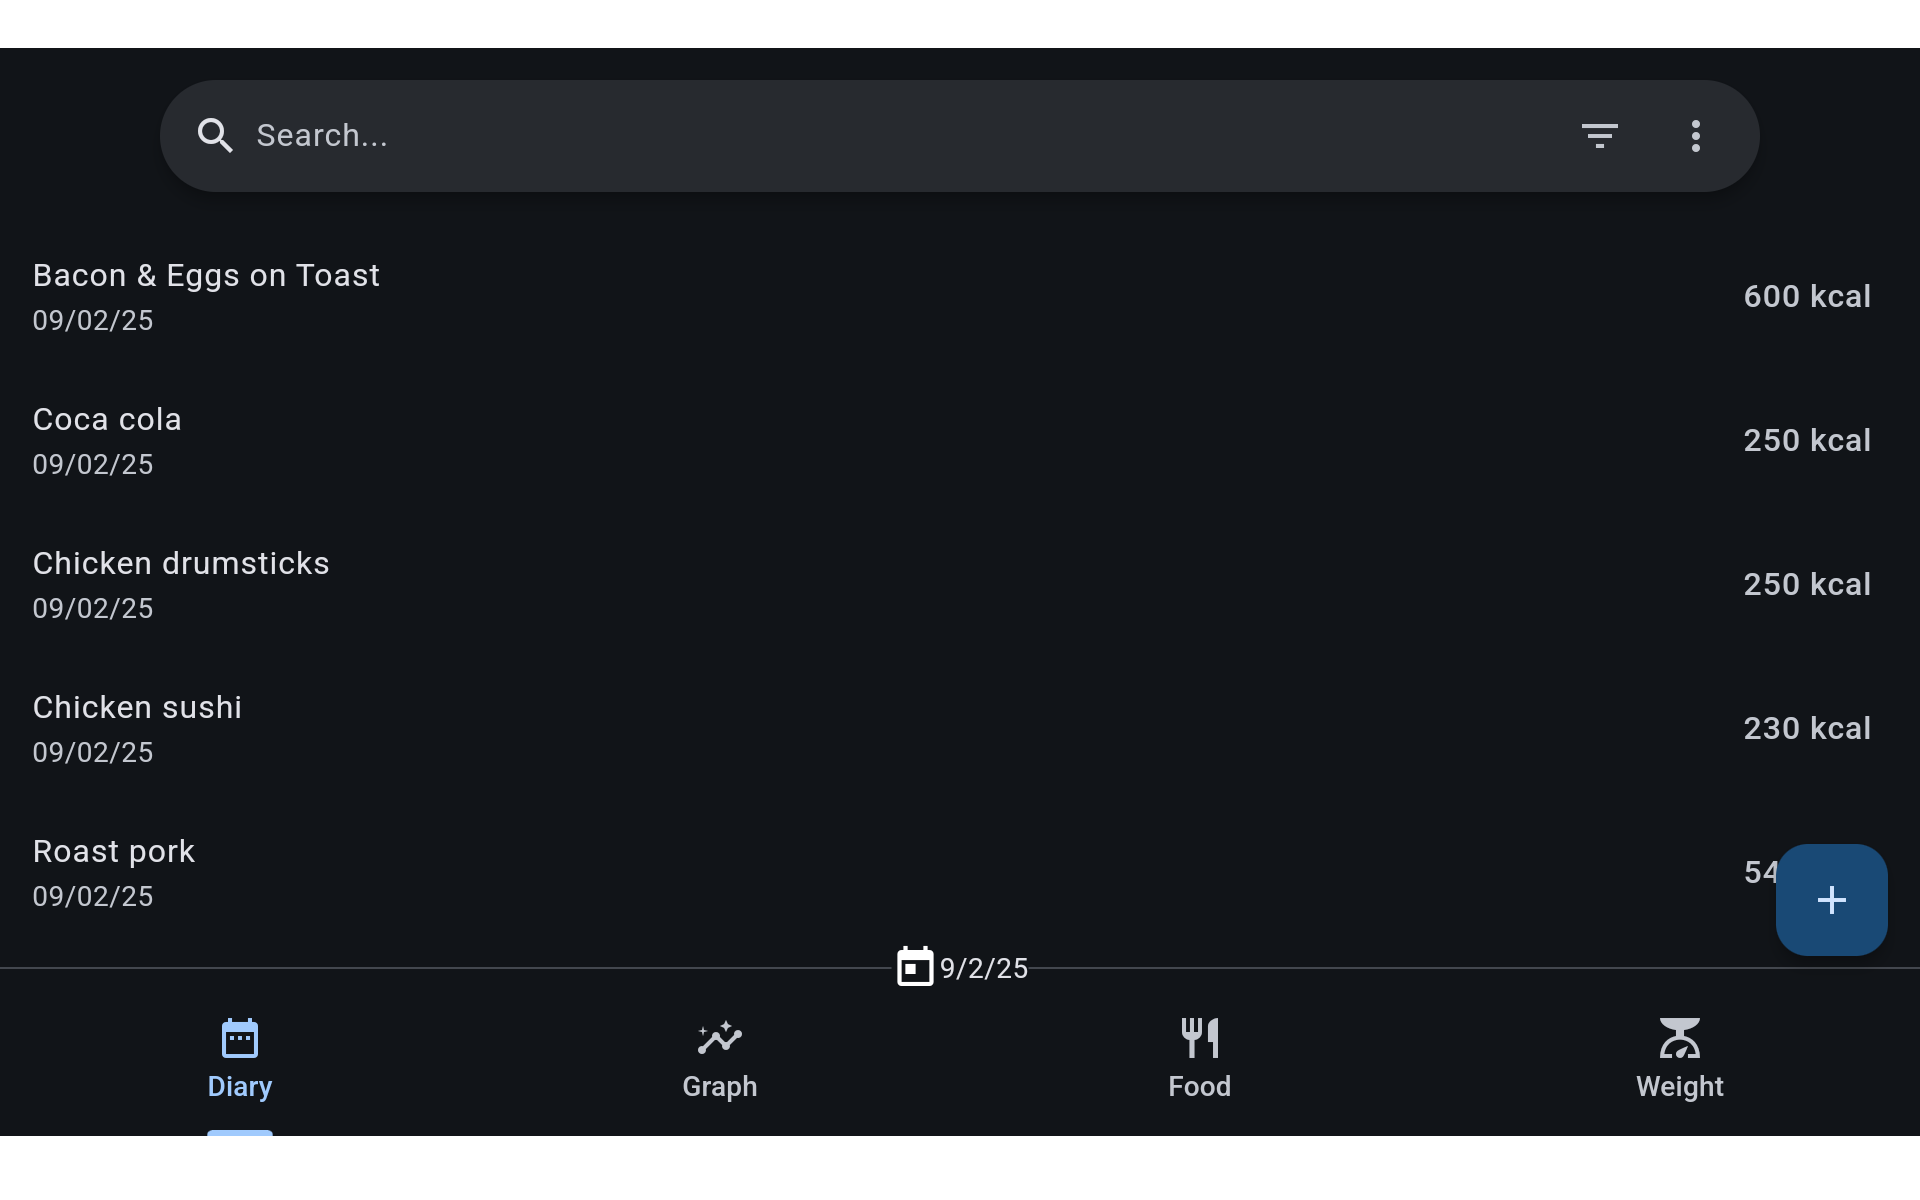 Search...
Bacon & Eggs on Toast
09/02/25
600 kcal
Coca cola
09/02/25
250 kcal
Chicken drumsticks
09/02/25
250 kcal
Chicken sushi
09/02/25
230 kcal
Roast pork
09/02/25
9/2/25
Diary
Graph
Food
Weight